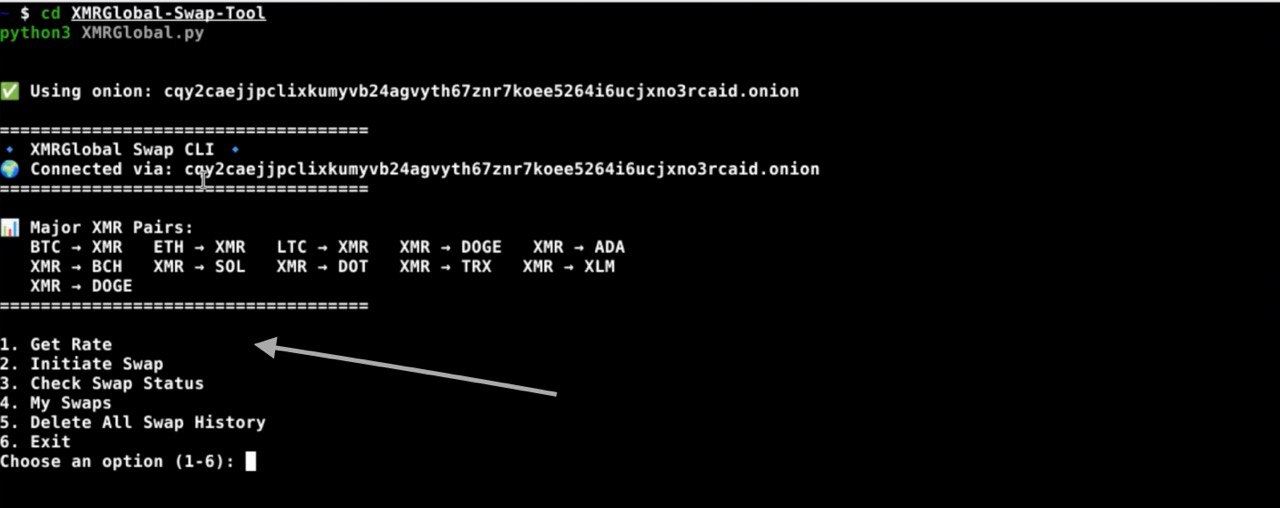 ~ $ cd XMRGlobal-Swap-Tool
python3 XMRGlobal.py
✅ Using onion: cqy2caejjpclixkumyvb24agvyth67znr7koee5264i6ucjxno3rcaid.onion
====================================
🔹 XMRGlobal Swap CLI 🔹
🌍 Connected via: cqy2caejjpclixkumyvb24agvyth67znr7koee5264i6ucjxno3rcaid.onion
====================================
📊 Major XMR Pairs:
BTC → XMR   ETH → XMR   LTC → XMR   XMR → DOGE   XMR → ADA
XMR → BCH   XMR → SOL   XMR → DOT   XMR → TRX   XMR → XLM
XMR → DOGE
====================================
1. Get Rate
2. Initiate Swap
3. Check Swap Status
4. My Swaps
5. Delete All Swap History
6. Exit
Choose an option (1-6):